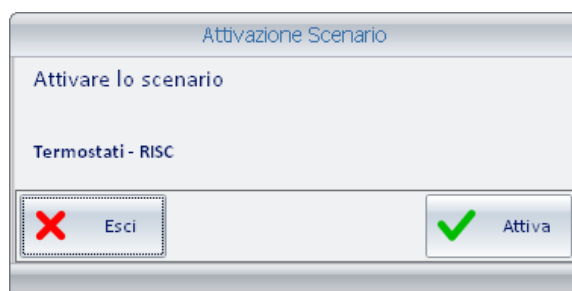 Attivazione Scenario
Attivare lo scenario
Termostati - RISC
Esci
Attiva